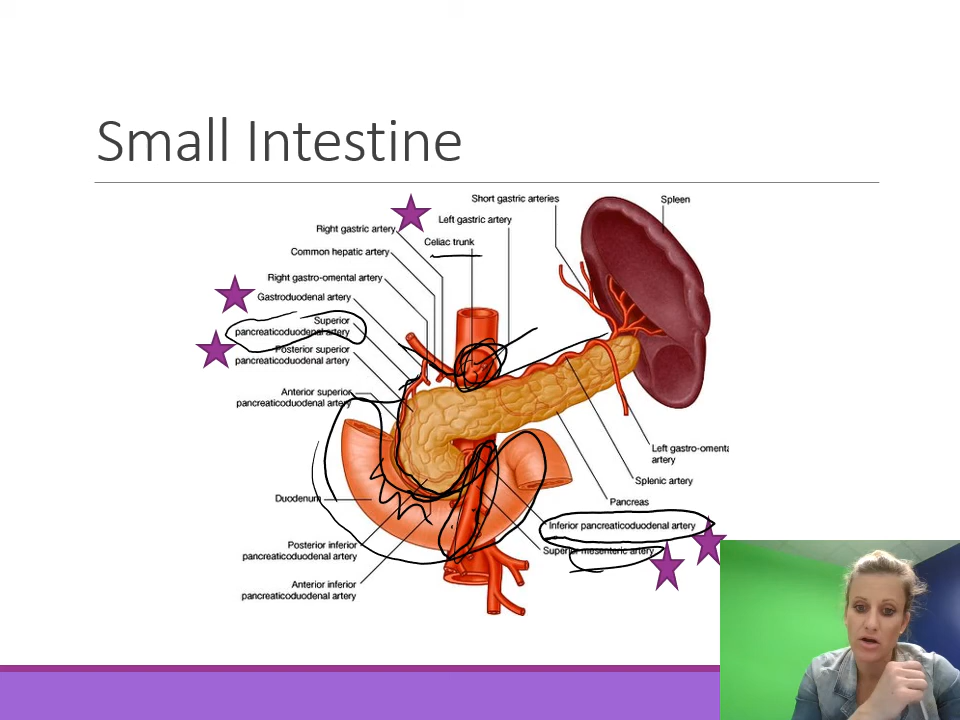 Small Intestine
Short gastric arteries
Spleen
Left gastric artery
Right gastric artery
Celiac trunk
Common hepatic artery
Right gastro-omental artery
Gastroduodenal artery
Superior
pancreaticoduodenal artery
Posterior superior
pancreaticoduodenal artery
Anterior superior
pancreaticoduodenal artery
Left gastro-omenta
artery
Splenic artery
Pancreas
Duodenum
Inferior pancreaticoduodenal artery
Superior mesenteric artery
Posterior inferior
pancreaticoduodenal artery
Anterior inferior
pancreaticoduodenal artery